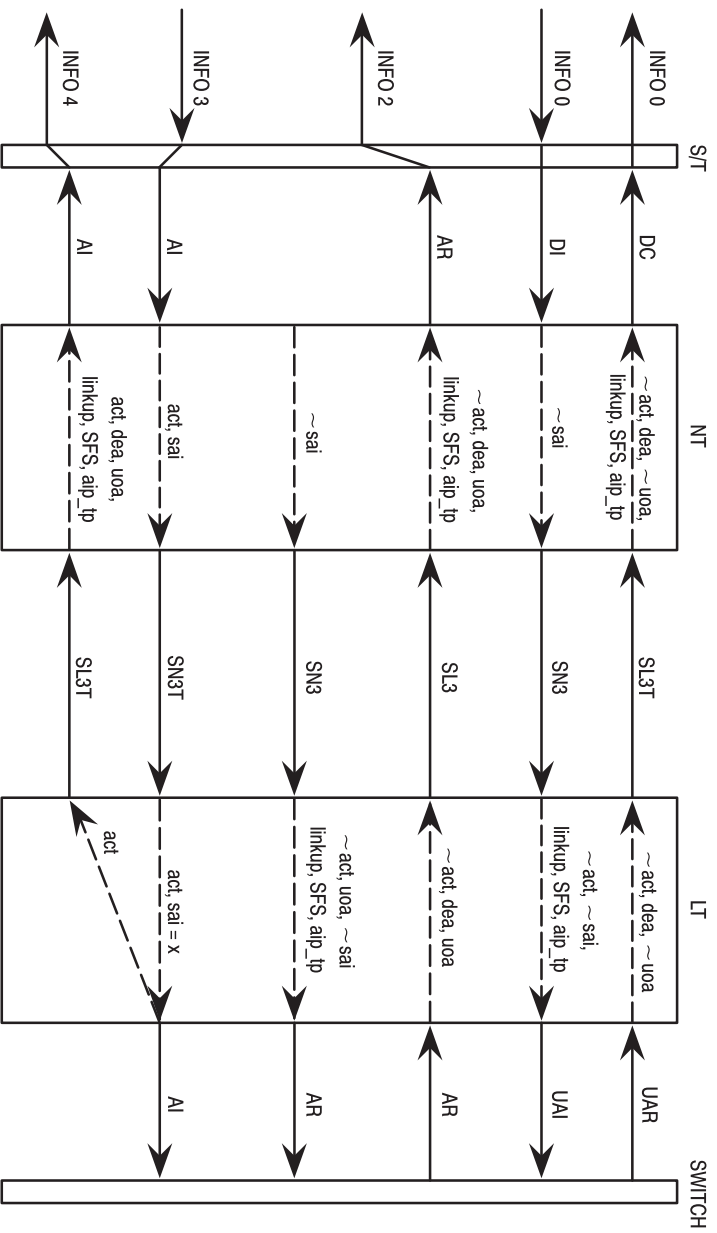 S/T
NT
LT
SWITCH
INFO 0
DC
~ act, dea, ~ uoa,
linkup, SFS, aip_tp
SL3T
~ act, dea, ~ uoa
UAR
INFO 0
DI
~ sai
SN3
~ act, ~ sai,
linkup, SFS, aip_tp
UAI
INFO 2
AR
~ act, dea, uoa,
linkup, SFS, aip_tp
SL3
~ act, dea, uoa
AR
~ sai
SN3
~ act, uoa, ~ sai
linkup, SFS, aip_tp
AR
INFO 3
AI
act, sai
SN3T
act, sai = x
AI
INFO 4
AI
act, dea, uoa,
linkup, SFS, aip_tp
SL3T
act